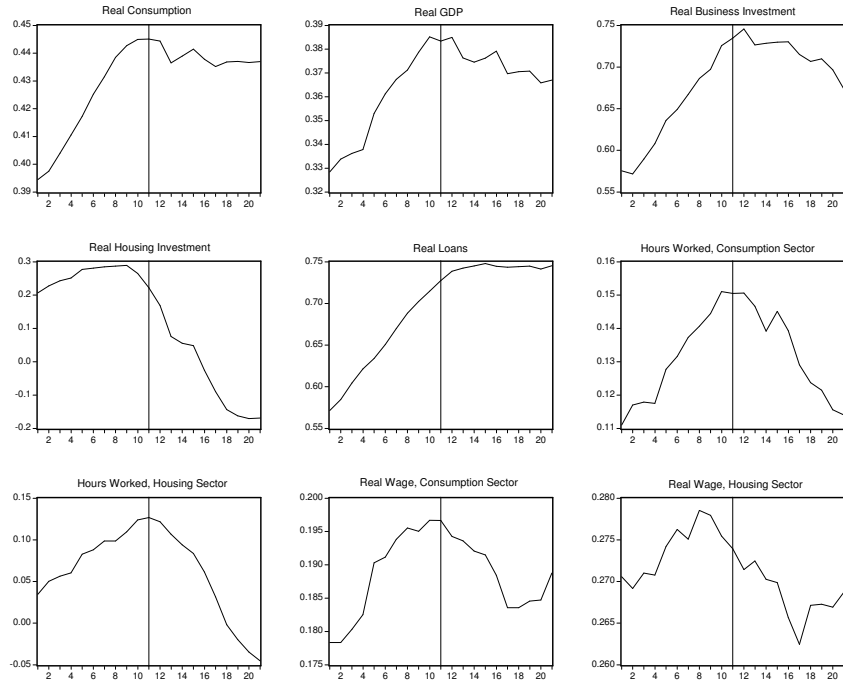 Real Consumption
0.45
0.44
0.43
0.42
0.41
0.40
0.39
2 4 6 8 10 12 14 16 18 20
Real GDP
0.39
0.38
0.37
0.36
0.35
0.34
0.33
0.32
2 4 6 8 10 12 14 16 18 20
Real Business Investment
0.75
0.70
0.65
0.60
0.55
2 4 6 8 10 12 14 16 18 20
Real Housing Investment
0.3
0.2
0.1
0.0
-0.1
-0.2
2 4 6 8 10 12 14 16 18 20
Real Loans
0.75
0.70
0.65
0.60
0.55
2 4 6 8 10 12 14 16 18 20
Hours Worked, Consumption Sector
0.16
0.15
0.14
0.13
0.12
0.11
2 4 6 8 10 12 14 16 18 20
Hours Worked, Housing Sector
0.15
0.10
0.05
0.00
-0.05
2 4 6 8 10 12 14 16 18 20
Real Wage, Consumption Sector
0.200
0.195
0.190
0.185
0.180
0.175
2 4 6 8 10 12 14 16 18 20
Real Wage, Housing Sector
0.280
0.275
0.270
0.265
0.260
2 4 6 8 10 12 14 16 18 20